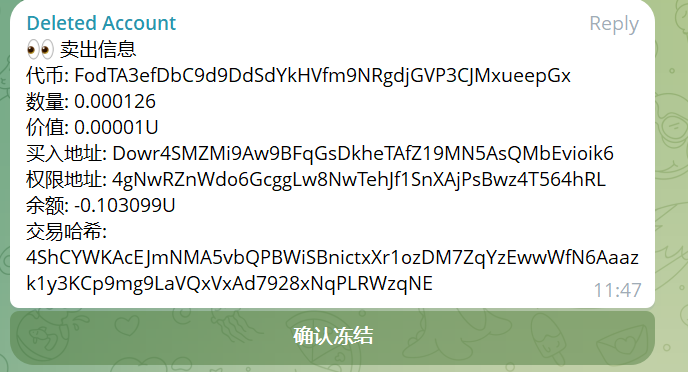 Deleted Account Reply
👀 卖出信息
代币: FodTA3efDbC9d9DdSdYkHVfm9NRgdjGVP3CJMxueepGx
数量: 0.000126
价值: 0.00001U
买入地址: Dowr4SMZMi9Aw9BFqGsDkheTAfZ19MN5AsQMbEvioik6
权限地址: 4gNwRZnWdo6GcggLw8NwTehJf1SnXAjPsBwz4T564hRL
余额: -0.103099U
交易哈希:
4ShCYWKAcEJmNMA5vbQPBWiSBnictxXr1ozDM7ZqYzEwwWfN6Aaaz
k1y3KCp9mg9LaVQxVxAd7928xNqPLRWzqNE
11:47
确认冻结